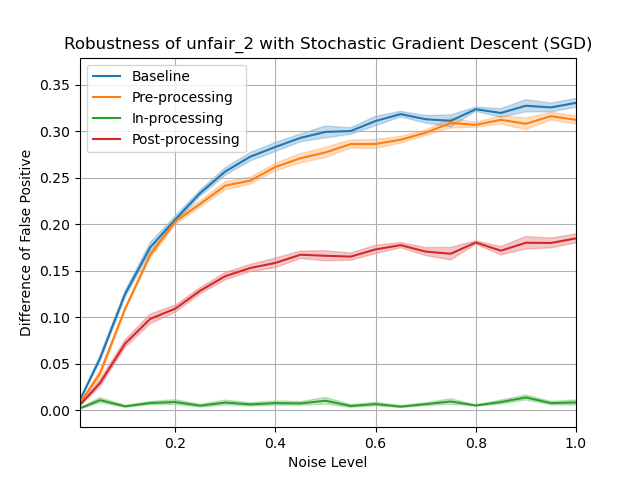 Robustness of unfair_2 with Stochastic Gradient Descent (SGD)
Baseline
Pre-processing
In-processing
Post-processing
Difference of False Positive
0.35
0.30
0.25
0.20
0.15
0.10
0.05
0.00
0.2 0.4 0.6 0.8 1.0
Noise Level